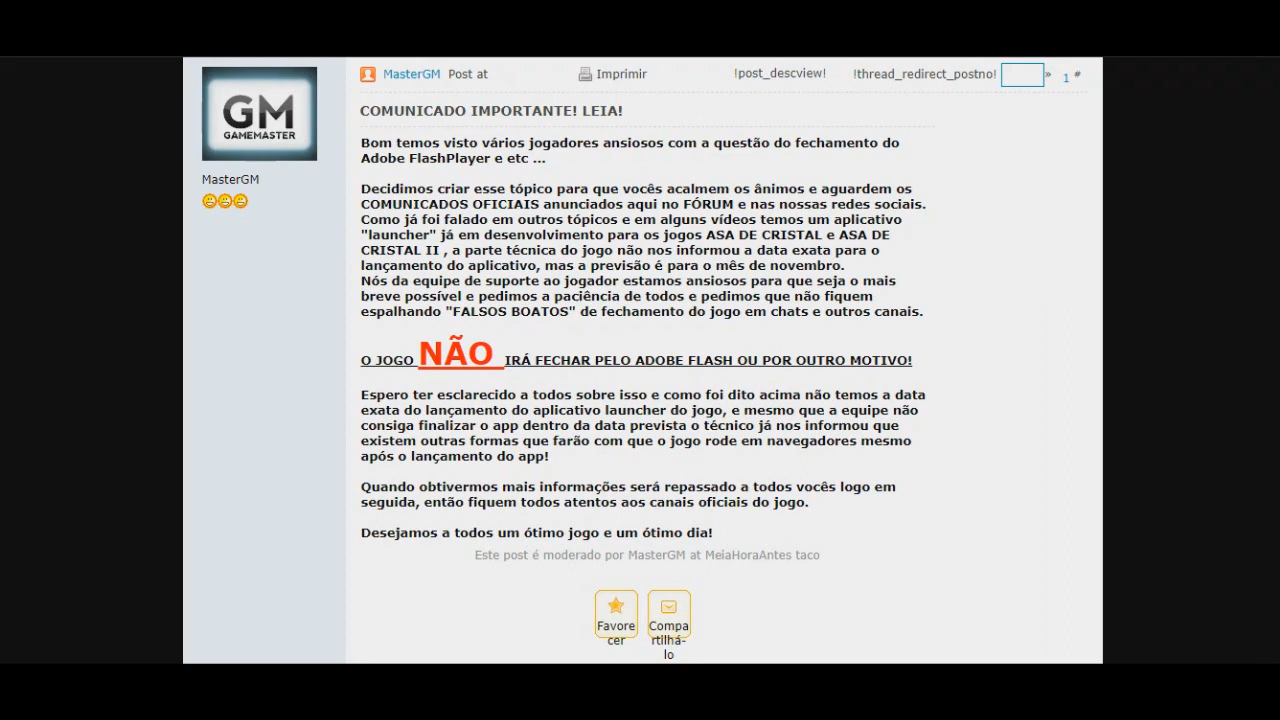 GM
GAMEMASTER
MasterGM
MasterGM Post at Imprimir !post_descview! !thread_redirect_postno! » 1 #
COMUNICADO IMPORTANTE! LEIA!
Bom temos visto vários jogadores ansiosos com a questão do fechamento do
Adobe FlashPlayer e etc ...
Decidimos criar esse tópico para que vocês acalmem os ânimos e aguardem os
COMUNICADOS OFICIAIS anunciados aqui no FÓRUM e nas nossas redes sociais.
Como já foi falado em outros tópicos e em alguns vídeos temos um aplicativo
"launcher" já em desenvolvimento para os jogos ASA DE CRISTAL e ASA DE
CRISTAL II , a parte técnica do jogo não nos informou a data exata para o
lançamento do aplicativo, mas a previsão é para o mês de novembro.
Nós da equipe de suporte ao jogador estamos ansiosos para que seja o mais
breve possível e pedimos a paciência de todos e pedimos que não fiquem
espalhando "FALSOS BOATOS" de fechamento do jogo em chats e outros canais.
O JOGO NÃO IRÁ FECHAR PELO ADOBE FLASH OU POR OUTRO MOTIVO!
Espero ter esclarecido a todos sobre isso e como foi dito acima não temos a data
exata do lançamento do aplicativo launcher do jogo, e mesmo que a equipe não
consiga finalizar o app dentro da data prevista o técnico já nos informou que
existem outras formas que farão com que o jogo rode em navegadores mesmo
após o lançamento do app!
Quando obtivermos mais informações será repassado a todos vocês logo em
seguida, então fiquem todos atentos aos canais oficiais do jogo.
Desejamos a todos um ótimo jogo e um ótimo dia!
Este post é moderado por MasterGM at MeiaHoraAntes taco
Favore
cer
Compa
rtilhá-
lo